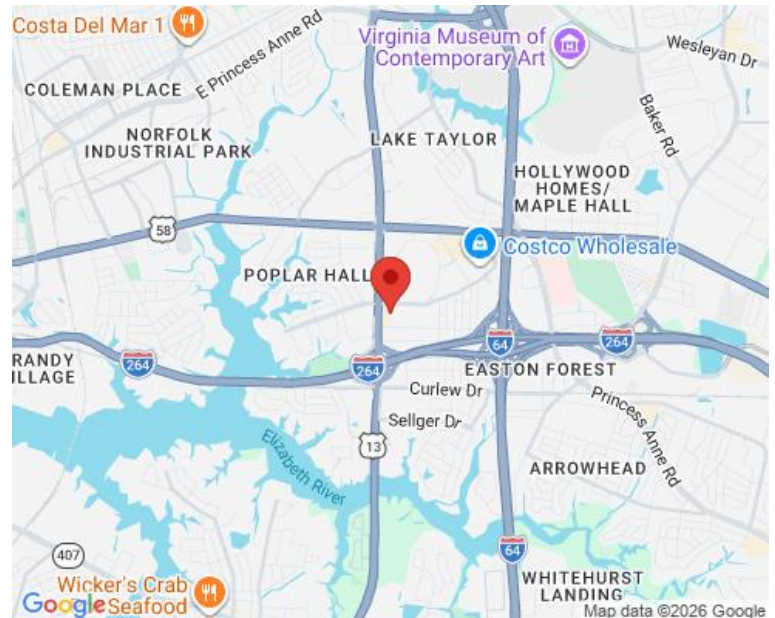 Costa Del Mar 1
E Princess Anne Rd
Virginia Museum of
Contemporary Art
Wesleyan Dr
COLEMAN PLACE
Baker Rd
NORFOLK
INDUSTRIAL PARK
LAKE TAYLOR
HOLLYWOOD
HOMES/
MAPLE HALL
58
Costco Wholesale
POPLAR HALL
64
264
264
264
RANDY
ILLAGE
EASTON FOREST
Curlew Dr
Princess Anne Rd
Sellger Dr
13
Elizabeth River
ARROWHEAD
64
407
Wicker's Crab
Seafood
WHITEHURST
LANDING
Google
Map data ©2026 Google